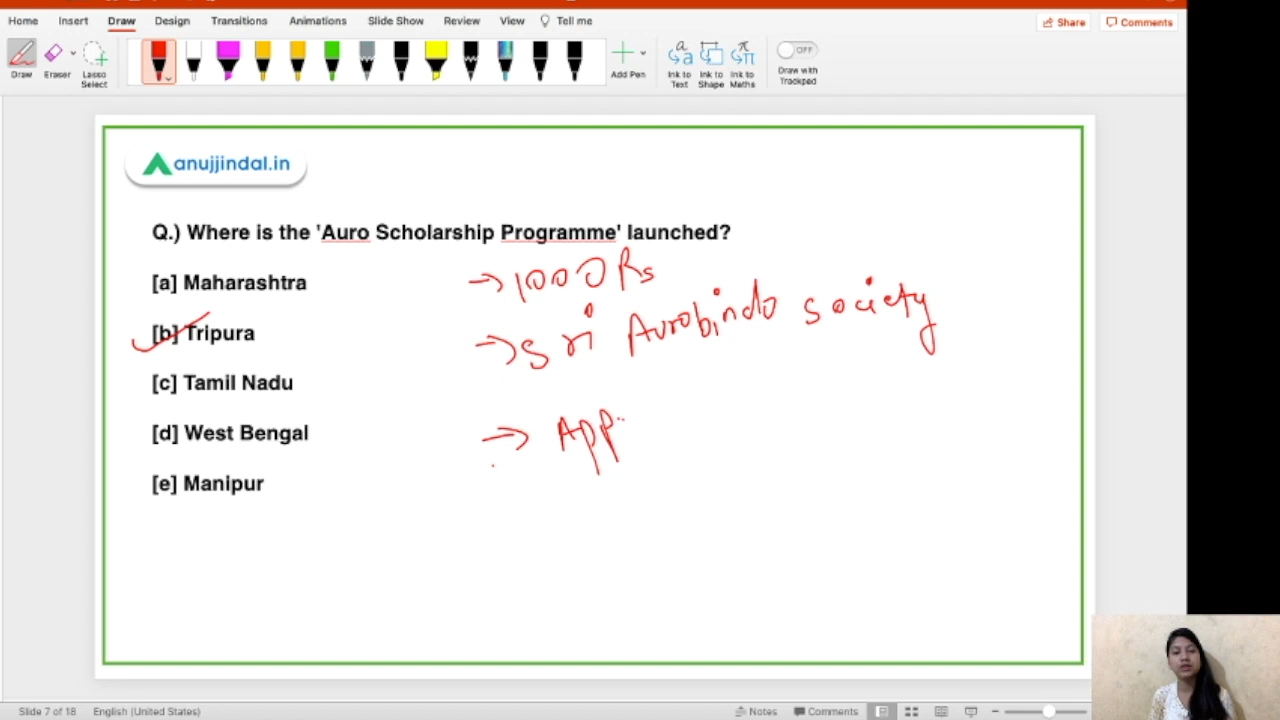 Home Insert Draw Design Transitions Animations Slide Show Review View Tell me Share Comments
Draw Eraser Lasso Select Add Pen Ink to Text Ink to Shape Ink to Maths OFF Draw with Trackpad
anujjindal.in
Q.) Where is the 'Auro Scholarship Programme' launched?
[a] Maharashtra
→ 1000 Rs
[b] Tripura
→ Sri Aurobindo society
[c] Tamil Nadu
[d] West Bengal
→ App
[e] Manipur
Slide 7 of 18 English (United States) Notes Comments